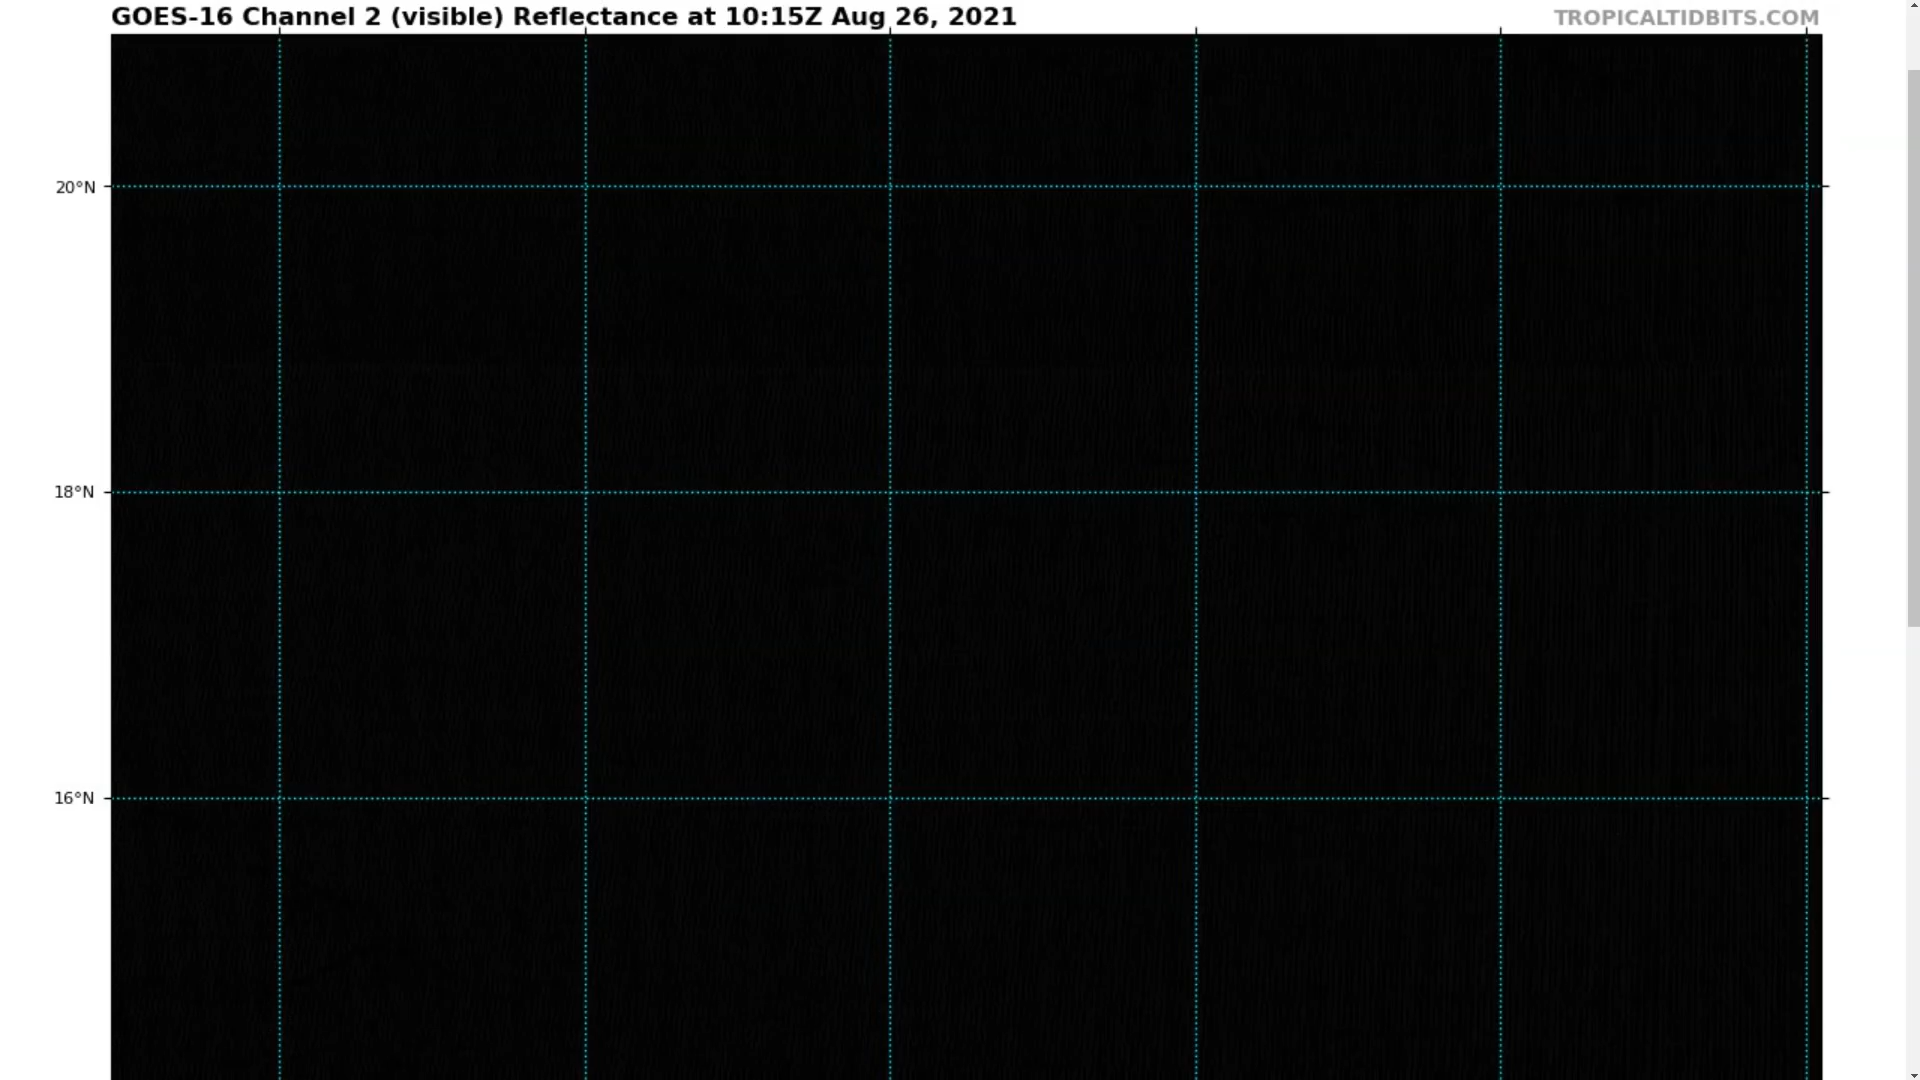 GOES-16 Channel 2 (visible) Reflectance at 10:15Z Aug 26, 2021
TROPICALTIDBITS.COM
20°N
18°N
16°N